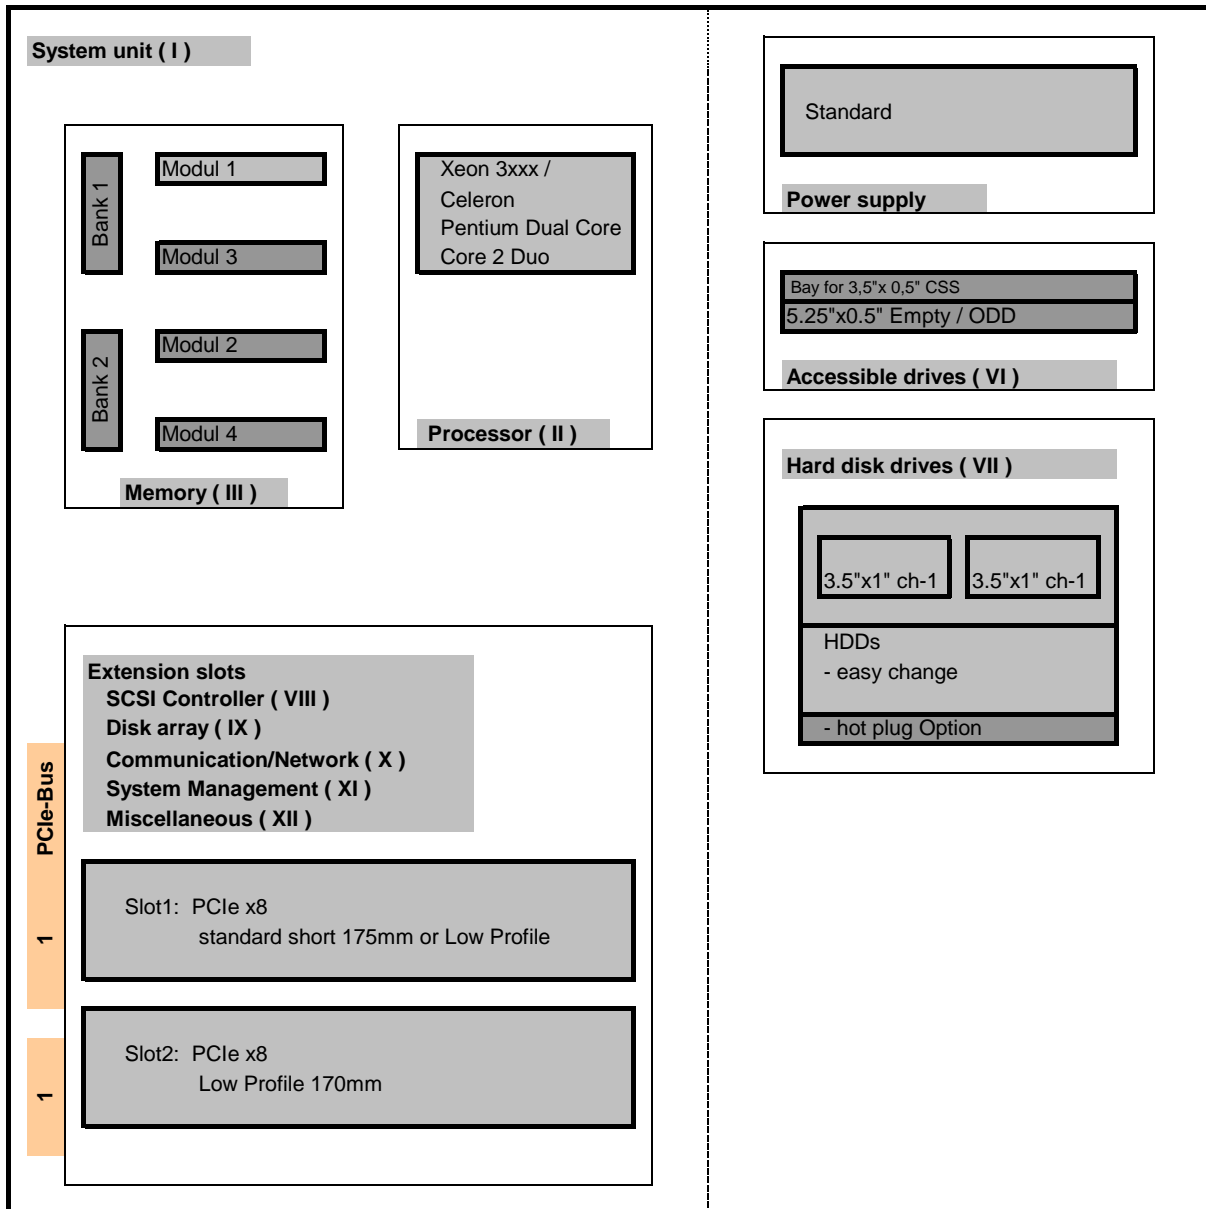 System unit ( I )
Bank 1
Modul 1
Modul 3
Bank 2
Modul 2
Modul 4
Memory ( III )
Xeon 3xxx /
Celeron
Pentium Dual Core
Core 2 Duo
Processor ( II )
Extension slots
SCSI Controller ( VIII )
Disk array ( IX )
Communication/Network ( X )
System Management ( XI )
Miscellaneous ( XII )
PCIe-Bus
1
Slot1: PCIe x8
standard short 175mm or Low Profile
1
Slot2: PCIe x8
Low Profile 170mm
Standard
Power supply
Bay for 3,5"x 0,5" CSS
5.25"x0.5" Empty / ODD
Accessible drives ( VI )
Hard disk drives ( VII )
3.5"x1" ch-1
3.5"x1" ch-1
HDDs
- easy change
- hot plug Option